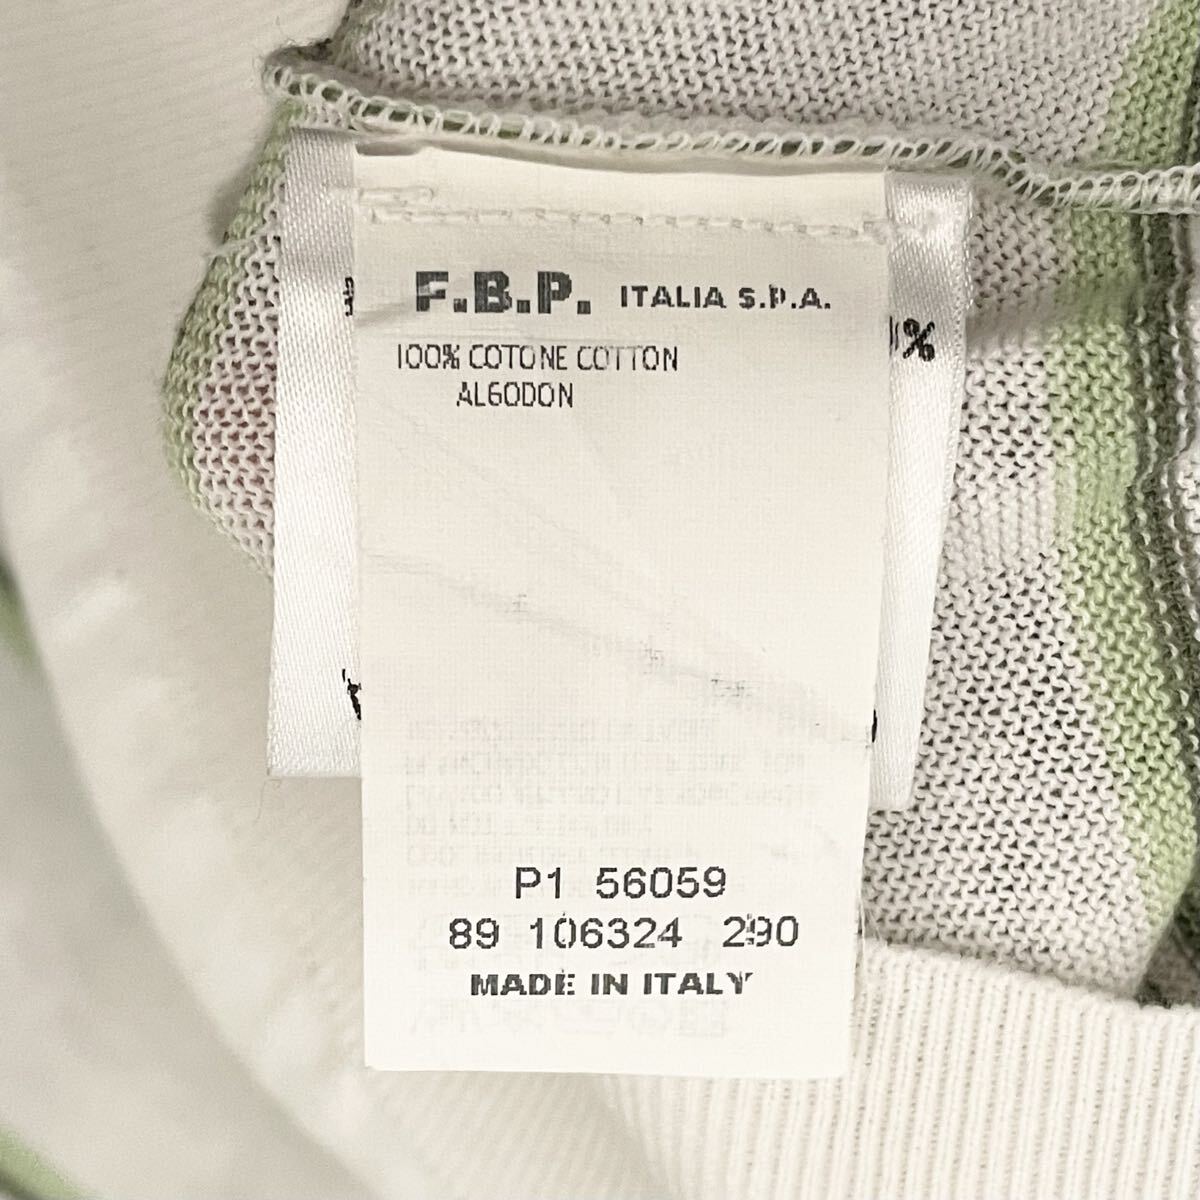 F.B.P. ITALIA S.P.A.
100% COTONE COTTON
ALGODON
%
P1 56059
89 106324 290
MADE IN ITALY